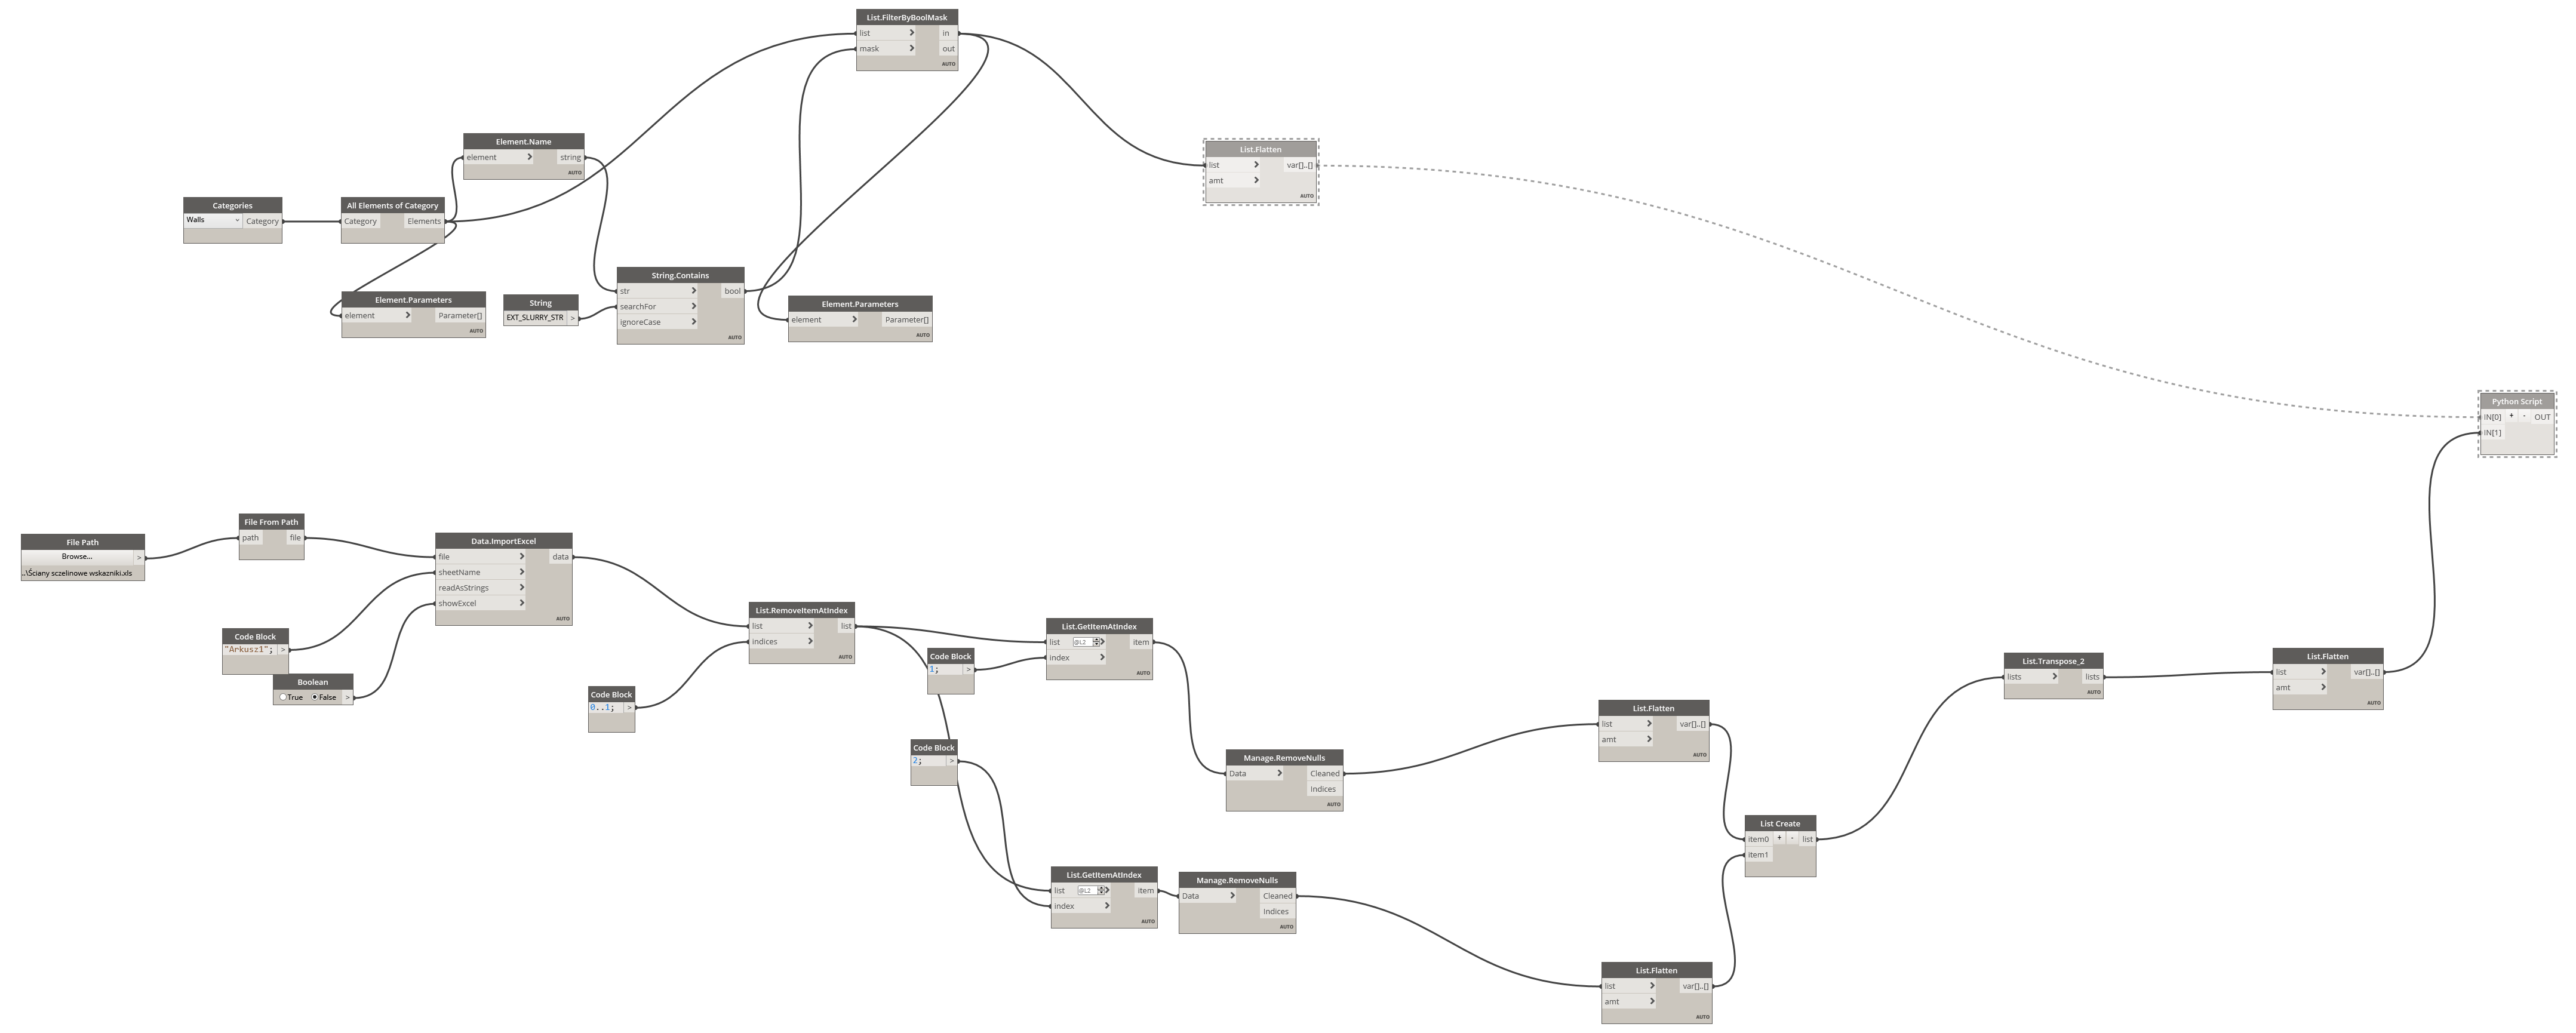 List.FilterByBoolMask
list > in
mask > out
AUTO
Element.Name
element > string
AUTO
List.Flatten
list > var[]..[]
amt >
AUTO
Categories
Walls Category
All Elements of Category
Category Elements
String.Contains
str > bool
searchFor >
ignoreCase >
AUTO
Element.Parameters
element > Parameter[]
AUTO
String
EXT_SLURRY_STR >
Element.Parameters
element > Parameter[]
AUTO
Python Script
IN[0] + - OUT
IN[1]
File Path
Browse... >
..\Ściany sczelinowe wskazniki.xls
File From Path
path file
Data.ImportExcel
file > data
sheetName >
readAsStrings >
showExcel >
AUTO
Code Block
"Arkusz1"; >
Boolean
True False >
List.RemoveItemAtIndex
list > list
indices >
AUTO
Code Block
0..1; >
List.GetItemAtIndex
list @L2 > item
index >
AUTO
Code Block
1; >
Code Block
2; >
List.Transpose_2
lists > lists
AUTO
List.Flatten
list > var[]..[]
amt >
AUTO
List.Flatten
list > var[]..[]
amt >
AUTO
Manage.RemoveNulls
Data > Cleaned
Indices
AUTO
List Create
item0 + - list
item1
List.GetItemAtIndex
list @L2 > item
index >
AUTO
Manage.RemoveNulls
Data > Cleaned
Indices
AUTO
List.Flatten
list > var[]..[]
amt >
AUTO